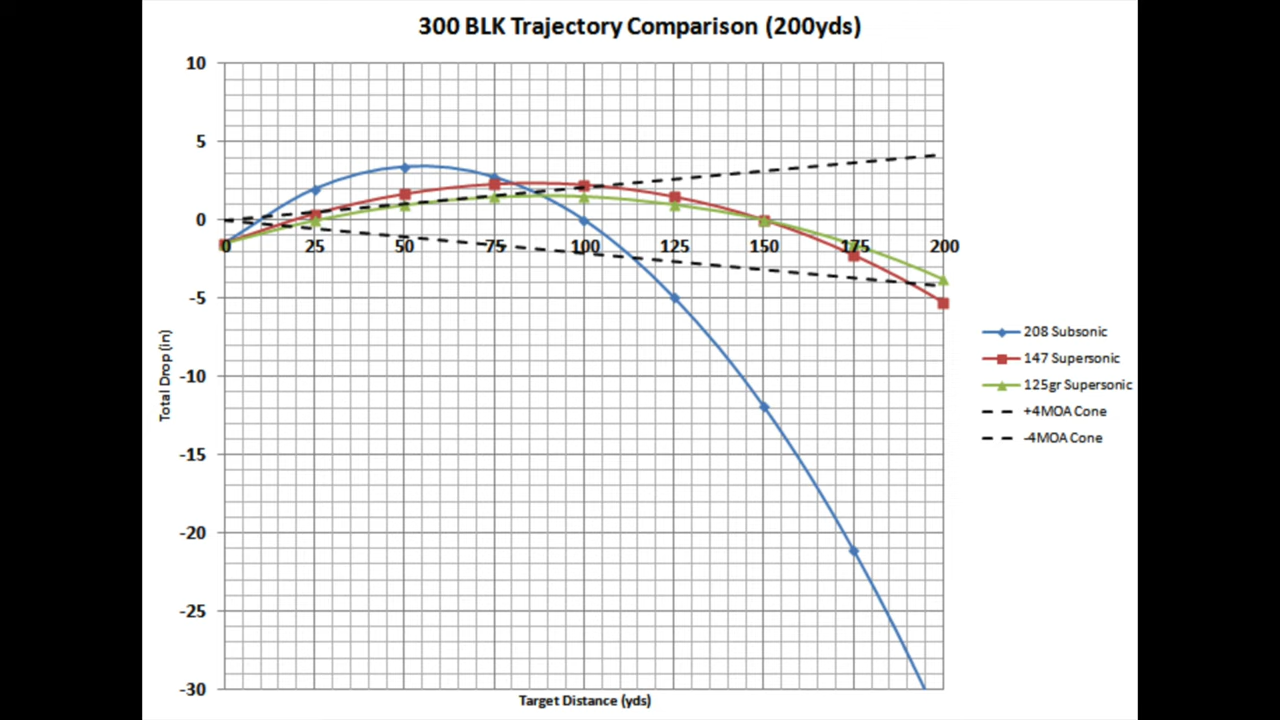 300 BLK Trajectory Comparison (200yds)
10
5
0
-5
-10
-15
-20
-25
-30
Total Drop (in)
0 25 50 75 100 125 150 175 200
Target Distance (yds)
208 Subsonic
147 Supersonic
125gr Supersonic
+4MOA Cone
-4MOA Cone